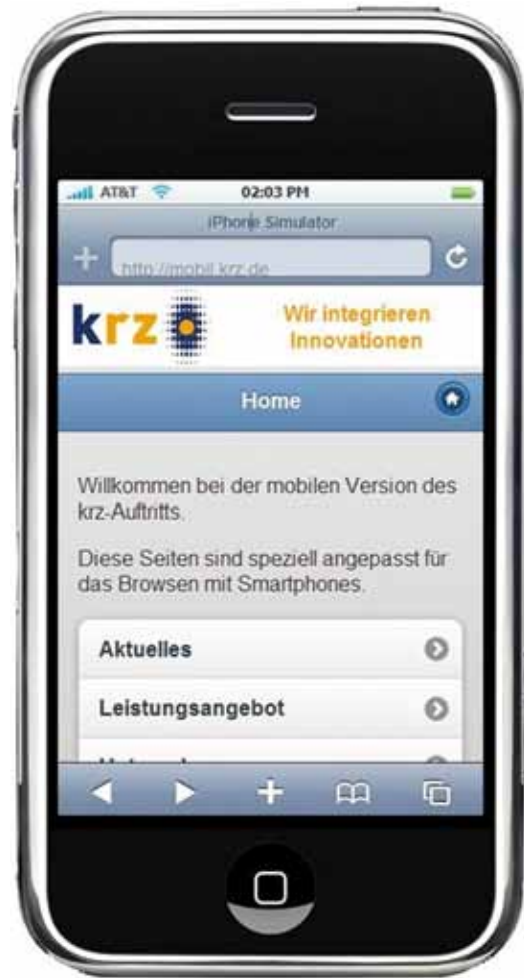 AT&T 02:03 PM
iPhone Simulator
http://mobil.krz.de
krz
Wir integrieren
Innovationen
Home
Willkommen bei der mobilen Version des
krz-Auftritts.
Diese Seiten sind speziell angepasst für
das Browsen mit Smartphones.
Aktuelles
Leistungsangebot